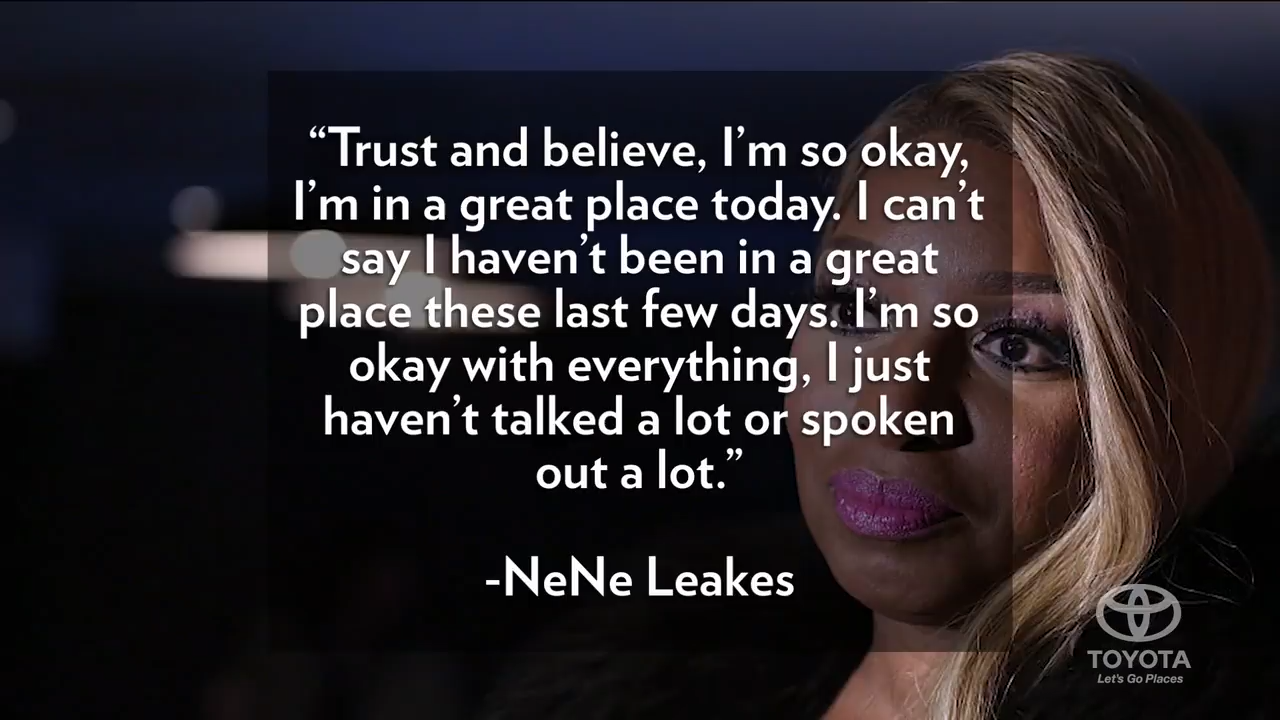 “Trust and believe, I’m so okay,
I’m in a great place today. I can’t
say I haven’t been in a great
place these last few days. I’m so
okay with everything, I just
haven’t talked a lot or spoken
out a lot.”
-NeNe Leakes
TOYOTA
Let's Go Places